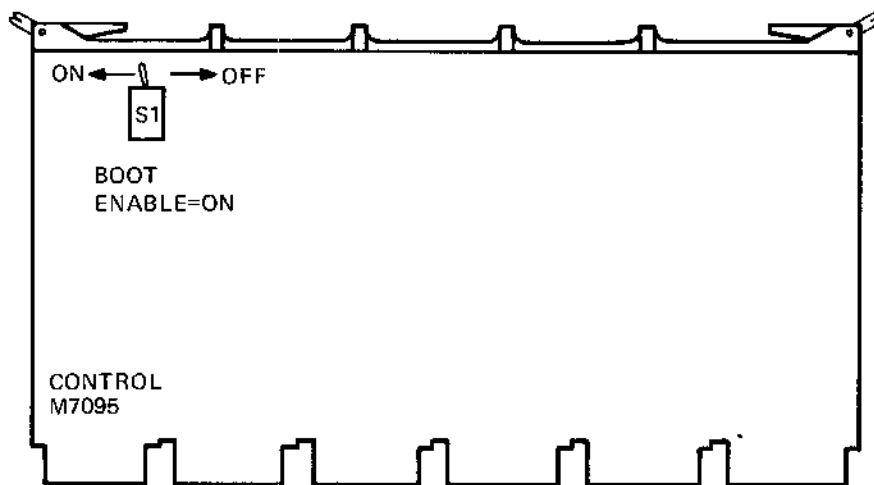 ON OFF
S1
BOOT
ENABLE=ON
CONTROL
M7095